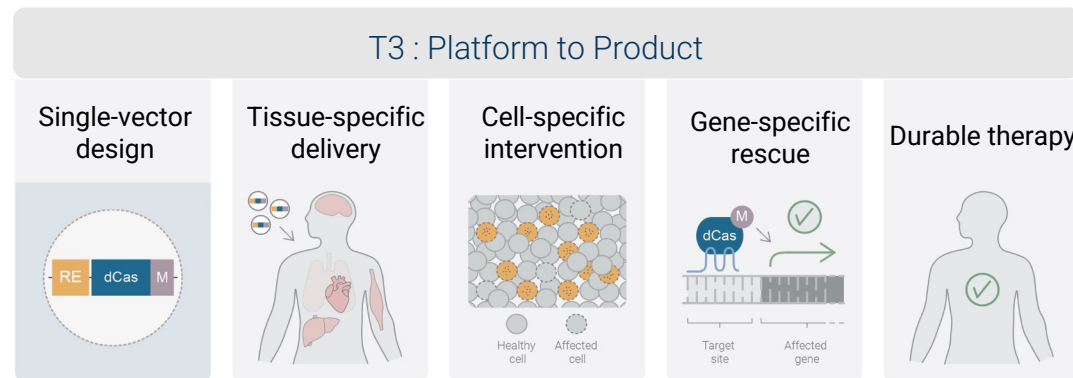 T3 : Platform to Product
Single-vector
design
Tissue-specific
delivery
Cell-specific
intervention
Gene-specific
rescue
Durable therapy
RE
dCas
M
Healthy
cell
Affected
cell
M
dCas
Target
site
Affected
gene